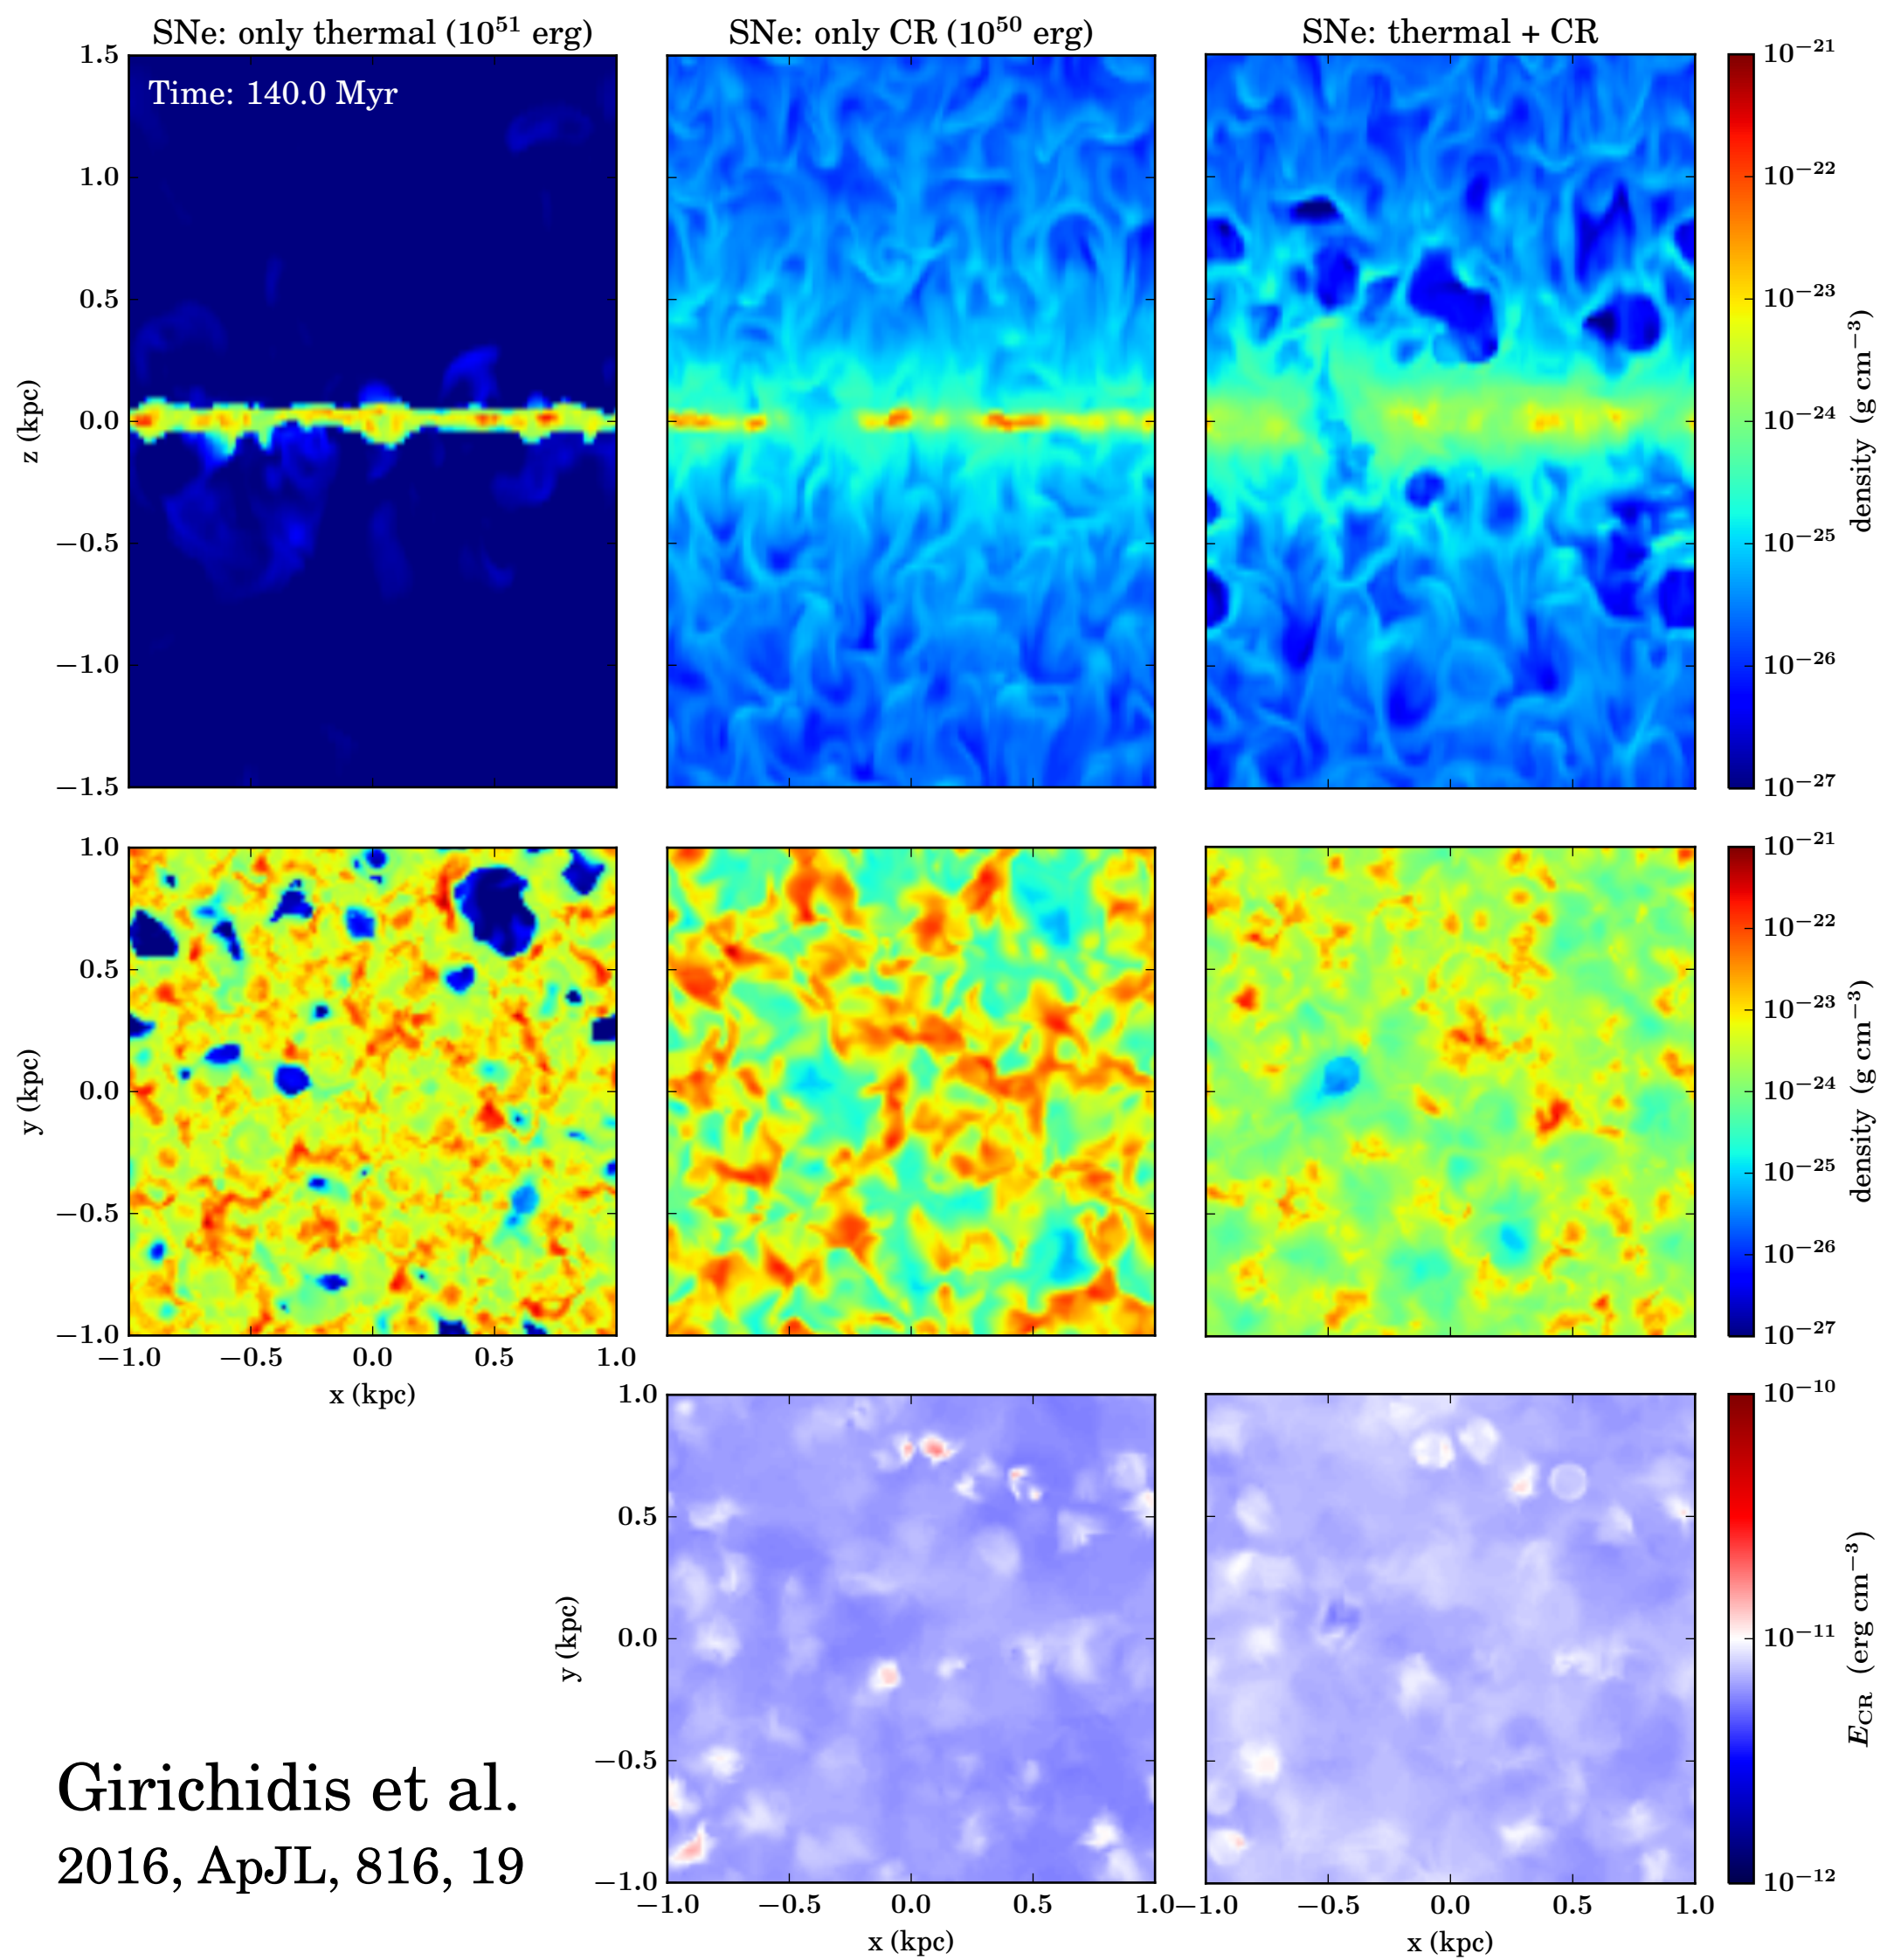 SNe: only thermal (10⁵¹ erg)
SNe: only CR (10⁵⁰ erg)
SNe: thermal + CR
Time: 140.0 Myr
1.5
1.0
0.5
0.0
−0.5
−1.0
−1.5
z (kpc)
10⁻²¹
10⁻²²
10⁻²³
10⁻²⁴
10⁻²⁵
10⁻²⁶
10⁻²⁷
density (g cm⁻³)
1.0
0.5
0.0
−0.5
−1.0
y (kpc)
−1.0 −0.5 0.0 0.5 1.0
x (kpc)
10⁻²¹
10⁻²²
10⁻²³
10⁻²⁴
10⁻²⁵
10⁻²⁶
10⁻²⁷
density (g cm⁻³)
1.0
0.5
0.0
−0.5
−1.0
y (kpc)
−1.0 −0.5 0.0 0.5 1.0
x (kpc)
−1.0 −0.5 0.0 0.5 1.0
x (kpc)
10⁻¹⁰
10⁻¹¹
10⁻¹²
E_CR (erg cm⁻³)
Girichidis et al.
2016, ApJL, 816, 19